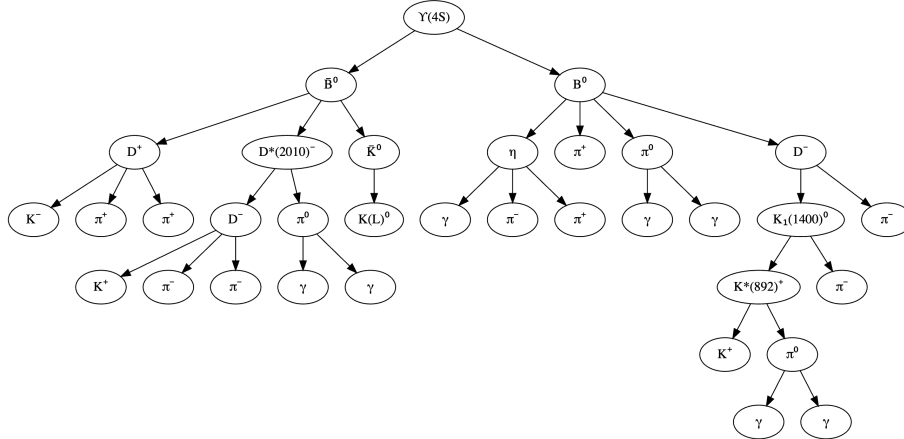 ϒ(4S)
B̄⁰ B⁰
D⁺ D*(2010)⁻ K̄⁰ η π⁺ π⁰ D⁻
K⁻ π⁺ π⁺ D⁻ π⁰ K(L)⁰ γ π⁻ π⁺ γ γ K₁(1400)⁰ π⁻
K⁺ π⁻ π⁻ γ γ K*(892)⁺ π⁻
K⁺ π⁰
γ γ